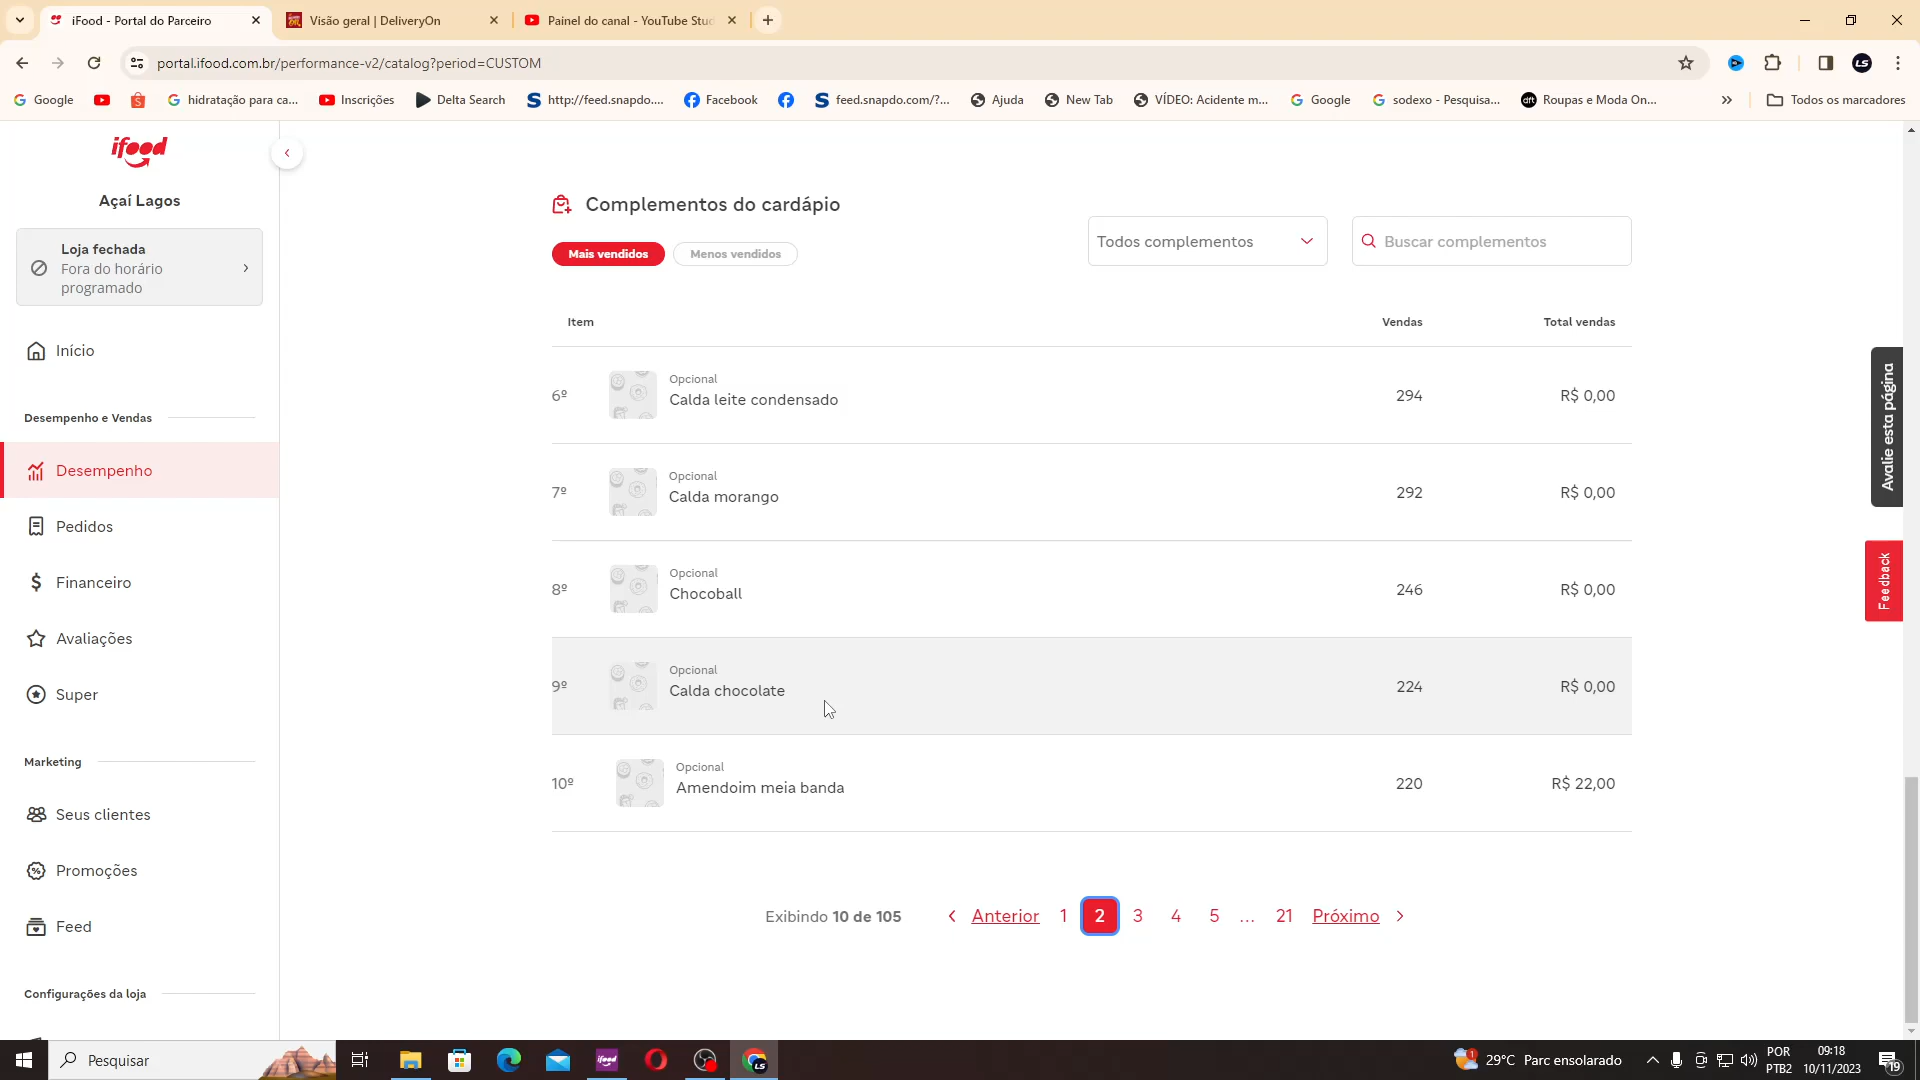 iFood - Portal do Parceiro
Visão geral | DeliveryOn
Painel do canal - YouTube Stud
portal.ifood.com.br/performance-v2/catalog?period=CUSTOM
Google
hidratação para ca...
Inscrições
Delta Search
http://feed.snapdo....
Facebook
feed.snapdo.com/?...
Ajuda
New Tab
VÍDEO: Acidente m...
Google
sodexo - Pesquisa...
Roupas e Moda On...
Todos os marcadores
ifood
Açaí Lagos
Loja fechada
Fora do horário
programado
Início
Desempenho e Vendas
Desempenho
Pedidos
Financeiro
Avaliações
Super
Marketing
Seus clientes
Promoções
Feed
Configurações da loja
Complementos do cardápio
Mais vendidos
Menos vendidos
Todos complementos
Buscar complementos
Item
Vendas
Total vendas
6º
Opcional
Calda leite condensado
294
R$ 0,00
7º
Opcional
Calda morango
292
R$ 0,00
8º
Opcional
Chocoball
246
R$ 0,00
9º
Opcional
Calda chocolate
224
R$ 0,00
10º
Opcional
Amendoim meia banda
220
R$ 22,00
Exibindo 10 de 105
Anterior 1 2 3 4 5 ... 21 Próximo
Avalie esta página
Feedback
Pesquisar
29°C Parc ensolarado
POR
PTB2
09:18
10/11/2023
19